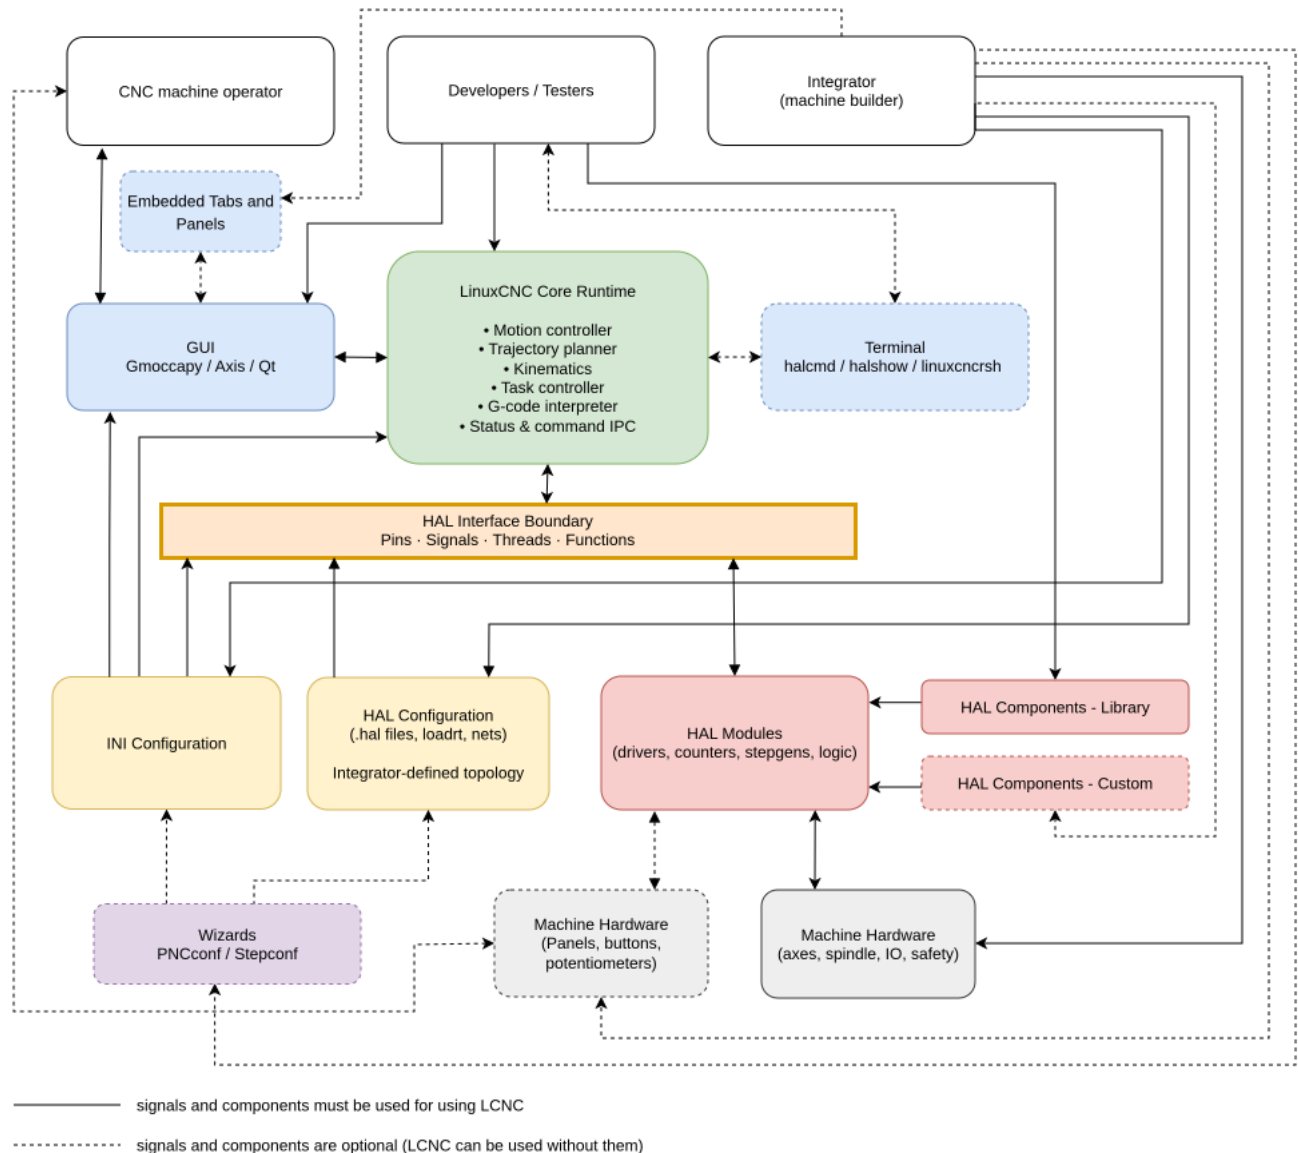 CNC machine operator
Developers / Testers
Integrator
(machine builder)
Embedded Tabs and
Panels
LinuxCNC Core Runtime
• Motion controller
• Trajectory planner
• Kinematics
• Task controller
• G-code interpreter
• Status & command IPC
GUI
Gmoccapy / Axis / Qt
Terminal
halcmd / halshow / linuxcncrsh
HAL Interface Boundary
Pins · Signals · Threads · Functions
INI Configuration
HAL Configuration
(.hal files, loadrt, nets)
Integrator-defined topology
HAL Modules
(drivers, counters, stepgens, logic)
HAL Components - Library
HAL Components - Custom
Wizards
PNCconf / Stepconf
Machine Hardware
(Panels, buttons,
potentiometers)
Machine Hardware
(axes, spindle, IO, safety)
signals and components must be used for using LCNC
signals and components are optional (LCNC can be used without them)